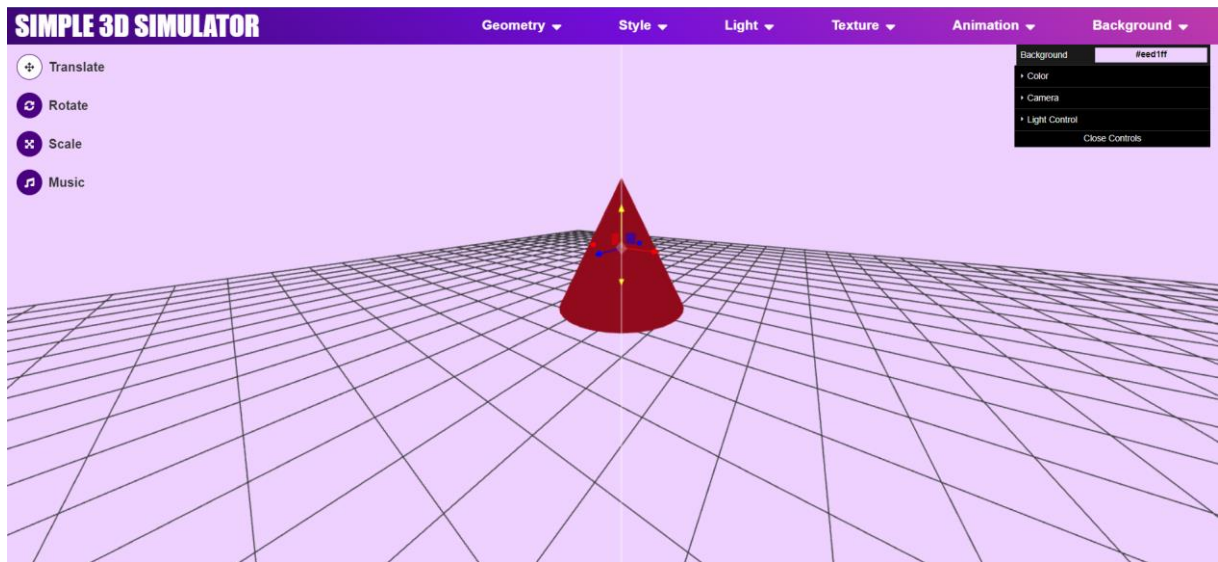 SIMPLE 3D SIMULATOR
Geometry
Style
Light
Texture
Animation
Background
Translate
Rotate
Scale
Music
Background #eed1ff
Color
Camera
Light Control
Close Controls